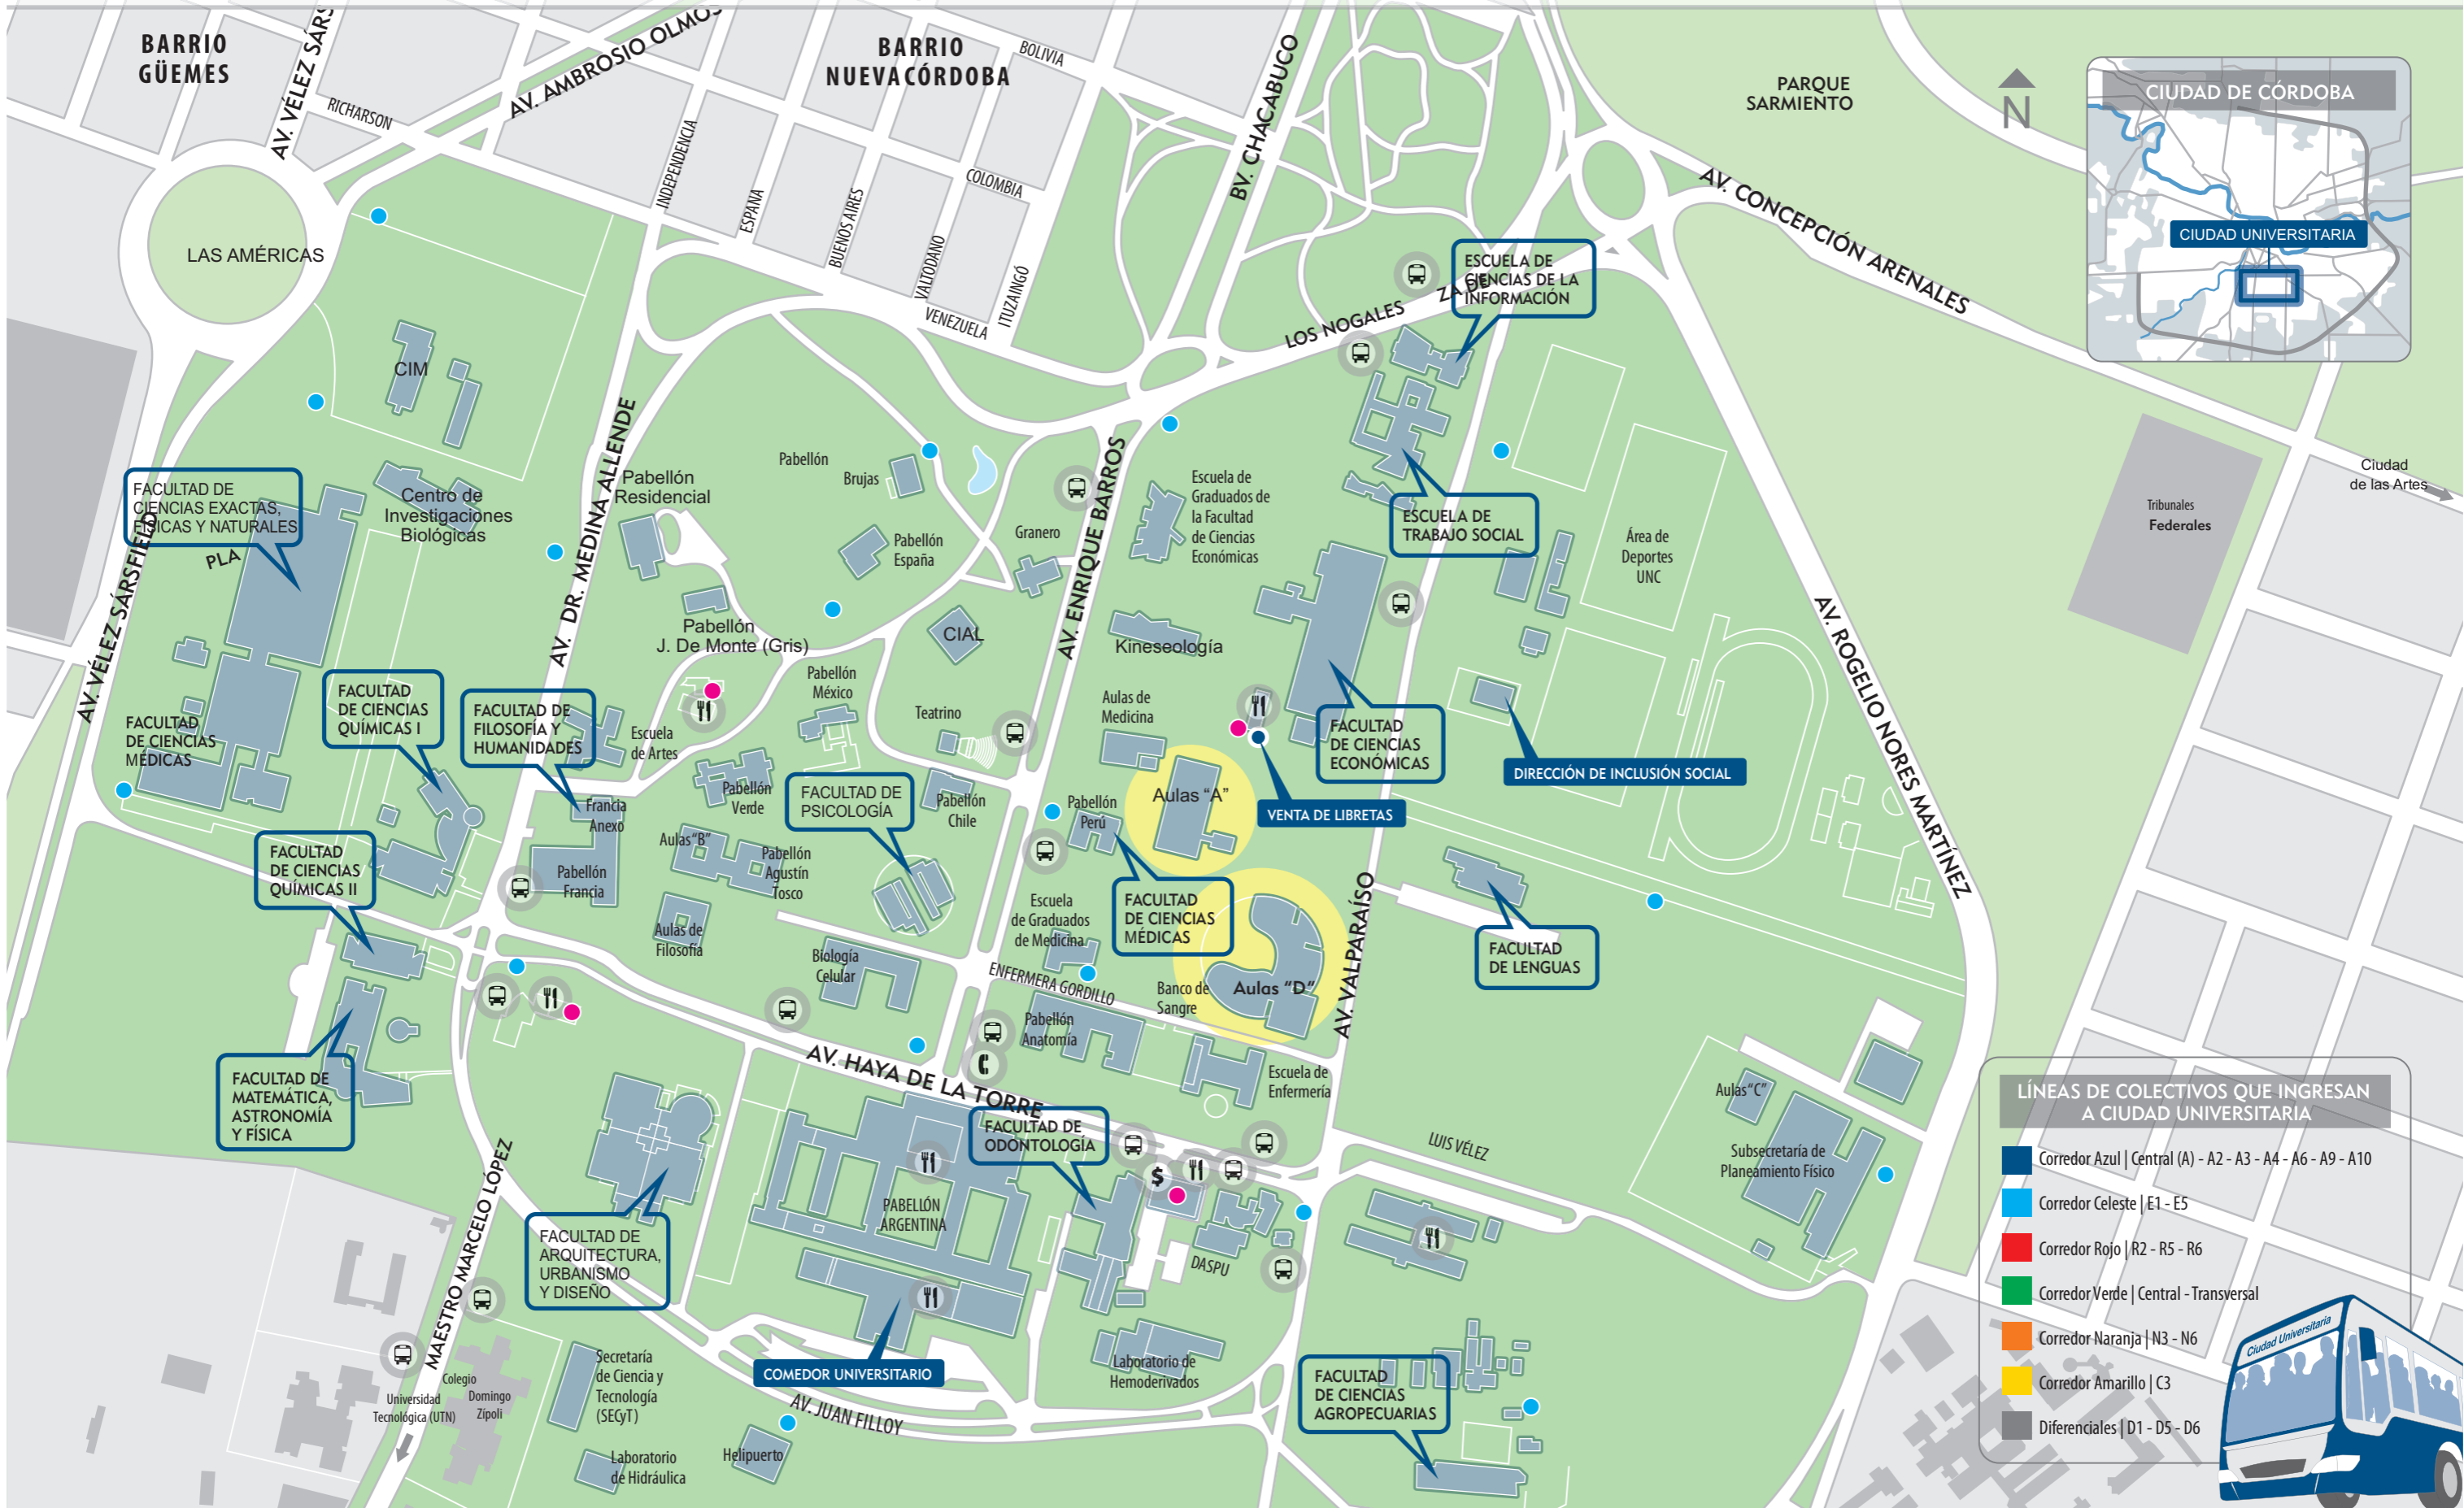 BARRIO
GÜEMES
AV. VÉLEZ SÁRS
AV. AMBROSIO OLMOS
RICHARSON
BARRIO
NUEVA CÓRDOBA
BOLIVIA
COLOMBIA
INDEPENDENCIA
ESPAÑA
BUENOS AIRES
VALTODANO
VENEZUELA
ITUZAINGÓ
BV. CHACABUCO
PARQUE
SARMIENTO
N
CIUDAD DE CÓRDOBA
CIUDAD UNIVERSITARIA
AV. CONCEPCIÓN ARENALES
LAS AMÉRICAS
ESCUELA DE
CIENCIAS DE LA
INFORMACIÓN
ZA DE
LOS NOGALES
CIM
Centro de
Investigaciones
Biológicas
FACULTAD DE
CIENCIAS EXACTAS,
FÍSICAS Y NATURALES
PLA
AV. VÉLEZ SÁRSFIELD
AV. DR. MEDINA ALLENDE
Pabellón
Residencial
Pabellón
Brujas
Pabellón
España
Granero
AV. ENRIQUE BARROS
Escuela de
Graduados de
la Facultad
de Ciencias
Económicas
ESCUELA DE
TRABAJO SOCIAL
Área de
Deportes
UNC
Tribunales
Federales
Ciudad
de las Artes
AV. ROGELIO NORES MARTÍNEZ
Pabellón
J. De Monte (Gris)
CIAL
Kineseología
Pabellón
México
Teatrino
Aulas de
Medicina
FACULTAD
DE CIENCIAS
MÉDICAS
FACULTAD
DE CIENCIAS
QUÍMICAS I
FACULTAD DE
FILOSOFÍA Y
HUMANIDADES
Escuela
de Artes
FACULTAD
DE CIENCIAS
ECONÓMICAS
DIRECCIÓN DE INCLUSIÓN SOCIAL
VENTA DE LIBRETAS
Aulas "A"
Pabellón
Verde
FACULTAD DE
PSICOLOGÍA
Pabellón
Chile
Pabellón
Perú
Francia
Anexo
Aulas "B"
Pabellón
Agustín
Tosco
FACULTAD
DE CIENCIAS
QUÍMICAS II
Pabellón
Francia
Aulas de
Filosofía
Biología
Celular
Escuela
de Graduados
de Medicina
FACULTAD
DE CIENCIAS
MÉDICAS
FACULTAD
DE LENGUAS
AV. VALPARAÍSO
ENFERMERA GORDILLO
Banco de
Sangre
Aulas "D"
Pabellón
Anatomía
Escuela de
Enfermería
AV. HAYA DE LA TORRE
FACULTAD DE
MATEMÁTICA,
ASTRONOMÍA
Y FÍSICA
FACULTAD DE
ODONTOLOGÍA
$
LUIS VÉLEZ
Aulas "C"
Subsecretaría de
Planeamiento Físico
PABELLÓN
ARGENTINA
DASPU
FACULTAD DE
ARQUITECTURA,
URBANISMO
Y DISEÑO
MAESTRO MARCELO LÓPEZ
COMEDOR UNIVERSITARIO
Laboratorio de
Hemoderivados
FACULTAD
DE CIENCIAS
AGROPECUARIAS
Secretaría
de Ciencia y
Tecnología
(SECyT)
AV. JUAN FILLOY
Universidad
Tecnológica (UTN)
Colegio
Domingo
Zípoli
Laboratorio
de Hidráulica
Helipuerto
LÍNEAS DE COLECTIVOS QUE INGRESAN
A CIUDAD UNIVERSITARIA
Corredor Azul | Central (A) - A2 - A3 - A4 - A6 - A9 - A10
Corredor Celeste | E1 - E5
Corredor Rojo | R2 - R5 - R6
Corredor Verde | Central - Transversal
Corredor Naranja | N3 - N6
Corredor Amarillo | C3
Diferenciales | D1 - D5 - D6
Ciudad Universitaria